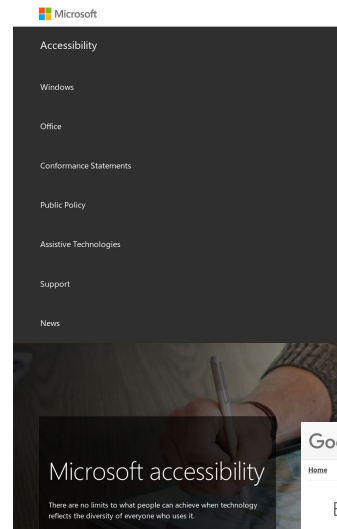 Microsoft
Accessibility
Windows
Office
Conformance Statements
Public Policy
Assistive Technologies
Support
News
Microsoft accessibility
There are no limits to what people can achieve when technology
reflects the diversity of everyone who uses it.
Home